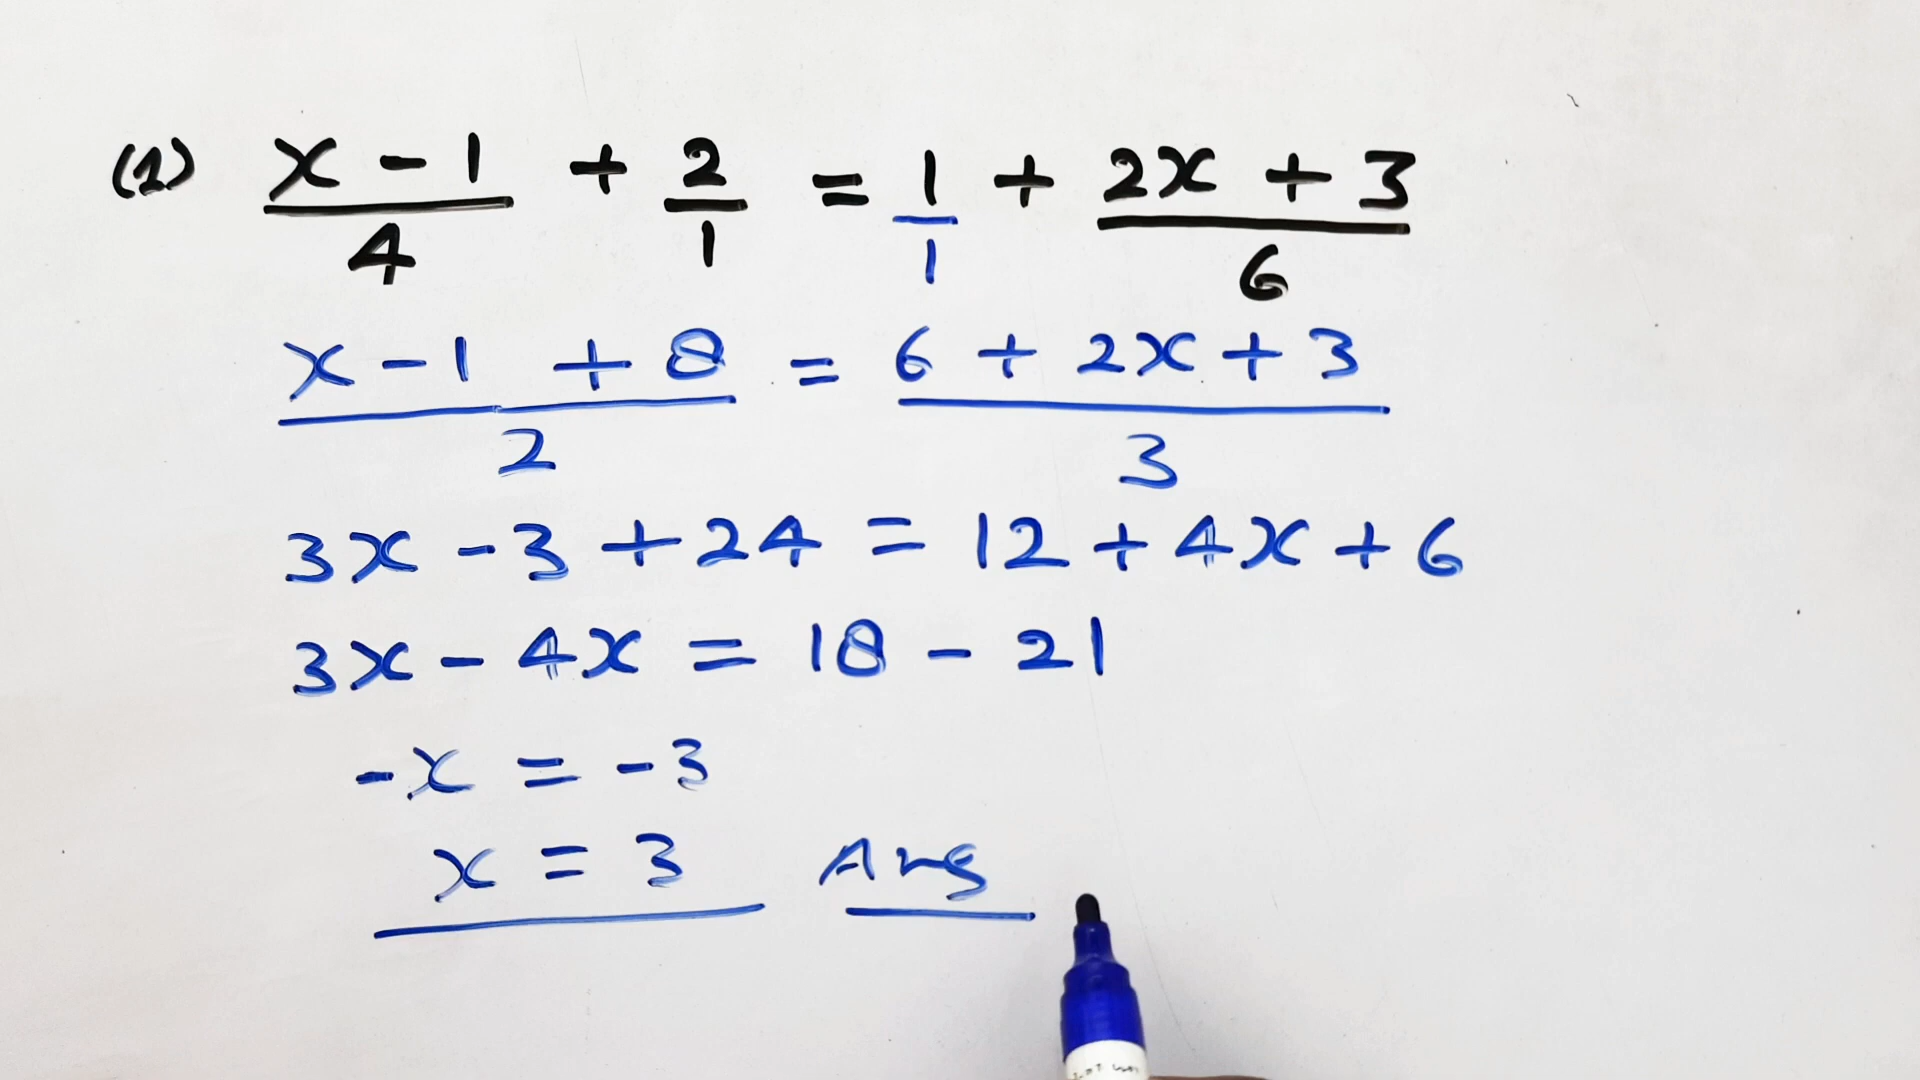 (1) x - 1 + 2 = 1 + 2x + 3
4 1 1 6
x - 1 + 8 = 6 + 2x + 3
2 3
3x - 3 + 24 = 12 + 4x + 6
3x - 4x = 18 - 21
-x = -3
x = 3 Ans